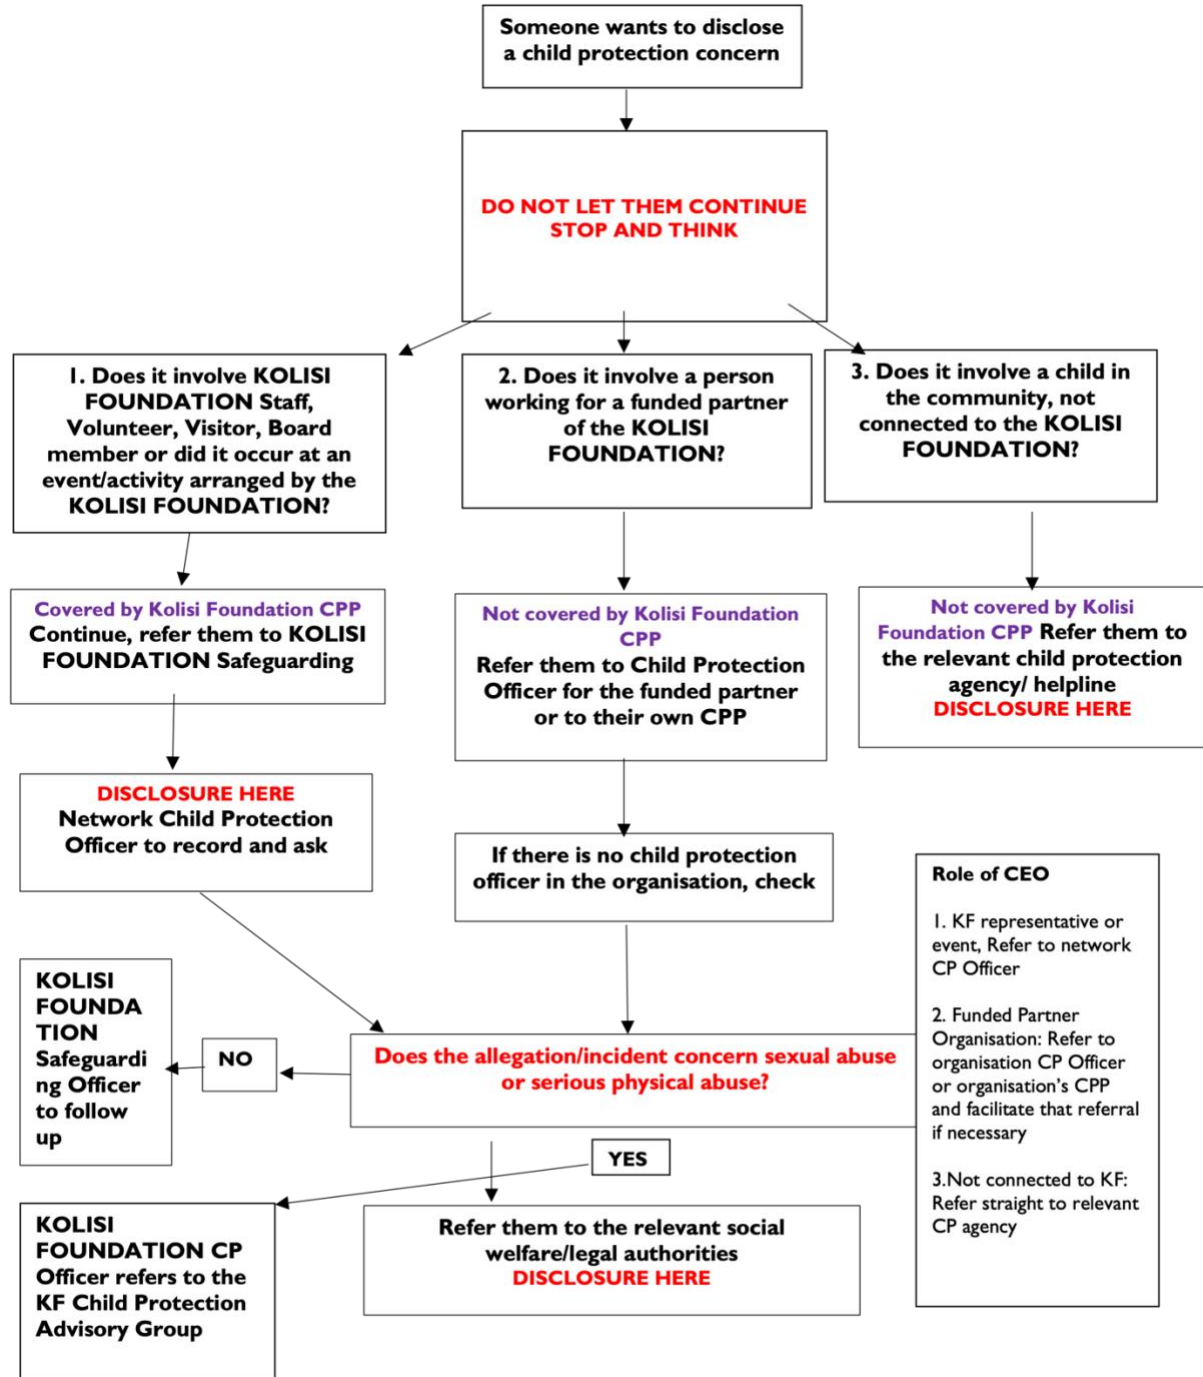 Someone wants to disclose
a child protection concern
DO NOT LET THEM CONTINUE
STOP AND THINK
1. Does it involve KOLISI
FOUNDATION Staff,
Volunteer, Visitor, Board
member or did it occur at an
event/activity arranged by the
KOLISI FOUNDATION?
2. Does it involve a person
working for a funded partner
of the KOLISI
FOUNDATION?
3. Does it involve a child in
the community, not
connected to the KOLISI
FOUNDATION?
Covered by Kolisi Foundation CPP
Continue, refer them to KOLISI
FOUNDATION Safeguarding
Not covered by Kolisi Foundation
CPP
Refer them to Child Protection
Officer for the funded partner
or to their own CPP
Not covered by Kolisi
Foundation CPP Refer them to
the relevant child protection
agency/ helpline
DISCLOSURE HERE
DISCLOSURE HERE
Network Child Protection
Officer to record and ask
If there is no child protection
officer in the organisation, check
Role of CEO
1. KF representative or
event, Refer to network
CP Officer
2. Funded Partner
Organisation: Refer to
organisation CP Officer
or organisation's CPP
and facilitate that referral
if necessary
3.Not connected to KF:
Refer straight to relevant
CP agency
KOLISI
FOUNDA
TION
Safeguardi
ng Officer
to follow
up
NO
Does the allegation/incident concern sexual abuse
or serious physical abuse?
YES
KOLISI
FOUNDATION CP
Officer refers to the
KF Child Protection
Advisory Group
Refer them to the relevant social
welfare/legal authorities
DISCLOSURE HERE